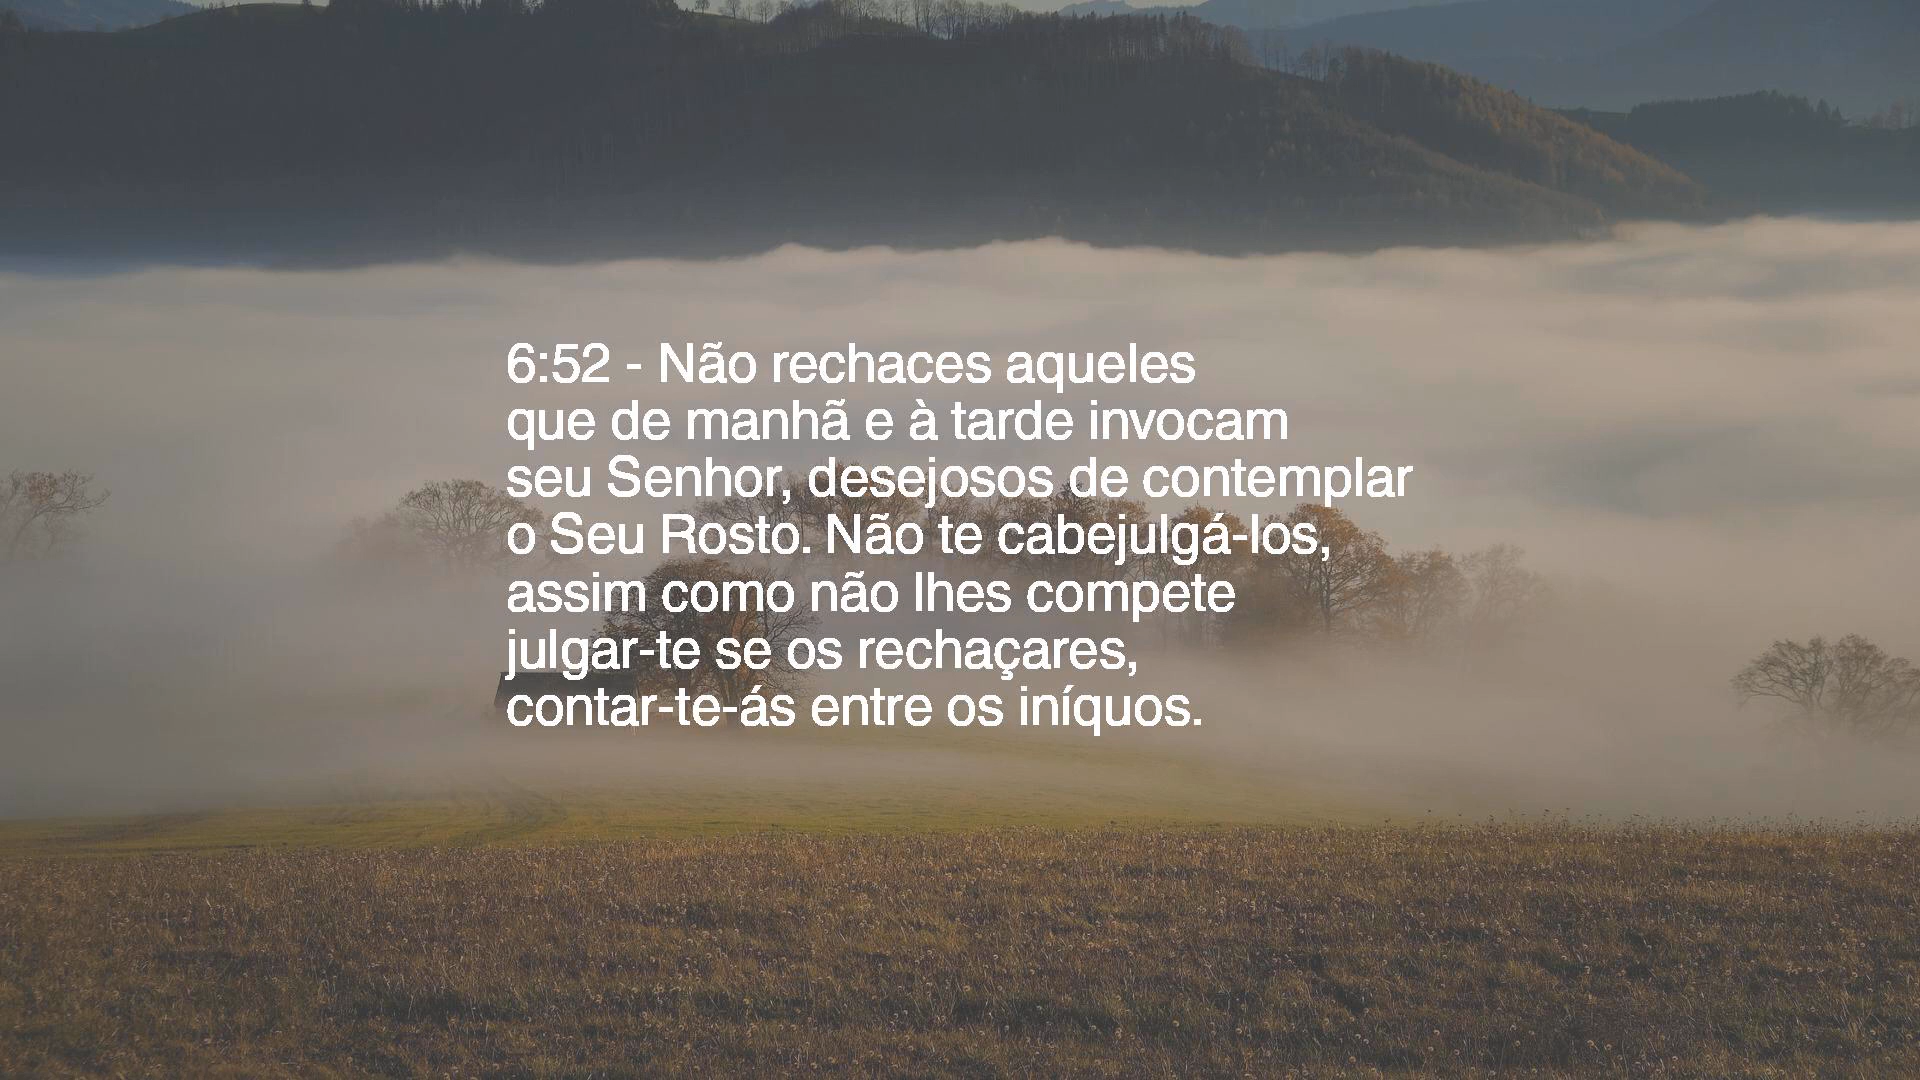 6:52 - Não rechaces aqueles
que de manhã e à tarde invocam
seu Senhor, desejosos de contemplar
o Seu Rosto. Não te cabejulgá-los,
assim como não lhes compete
julgar-te se os rechaçares,
contar-te-ás entre os iníquos.